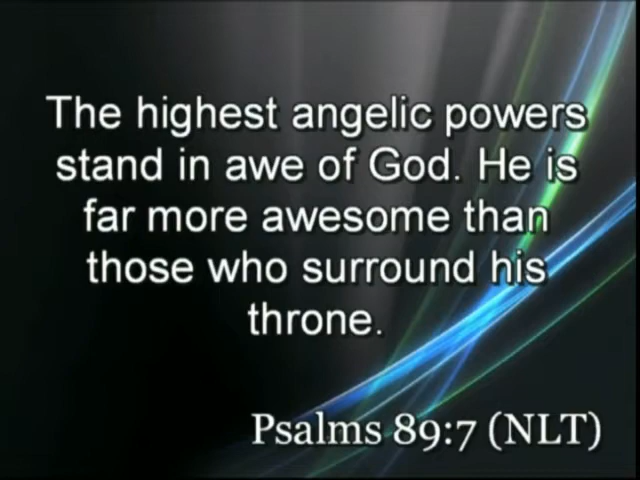 The highest angelic powers
stand in awe of God. He is
far more awesome than
those who surround his
throne.
Psalms 89:7 (NLT)